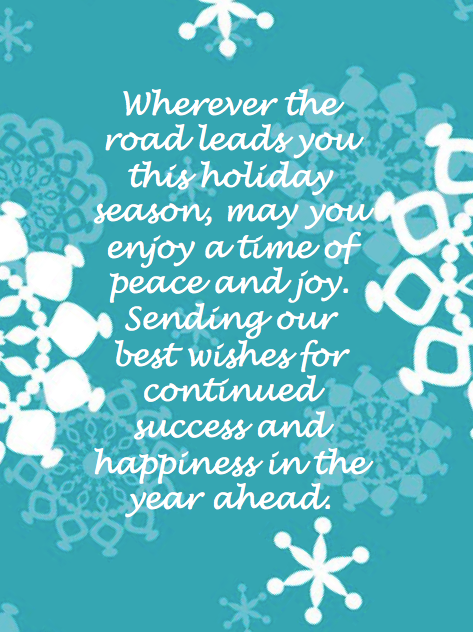 Wherever the
road leads you
this holiday
season, may you
enjoy a time of
peace and joy.
Sending our
best wishes for
continued
success and
happiness in the
year ahead.